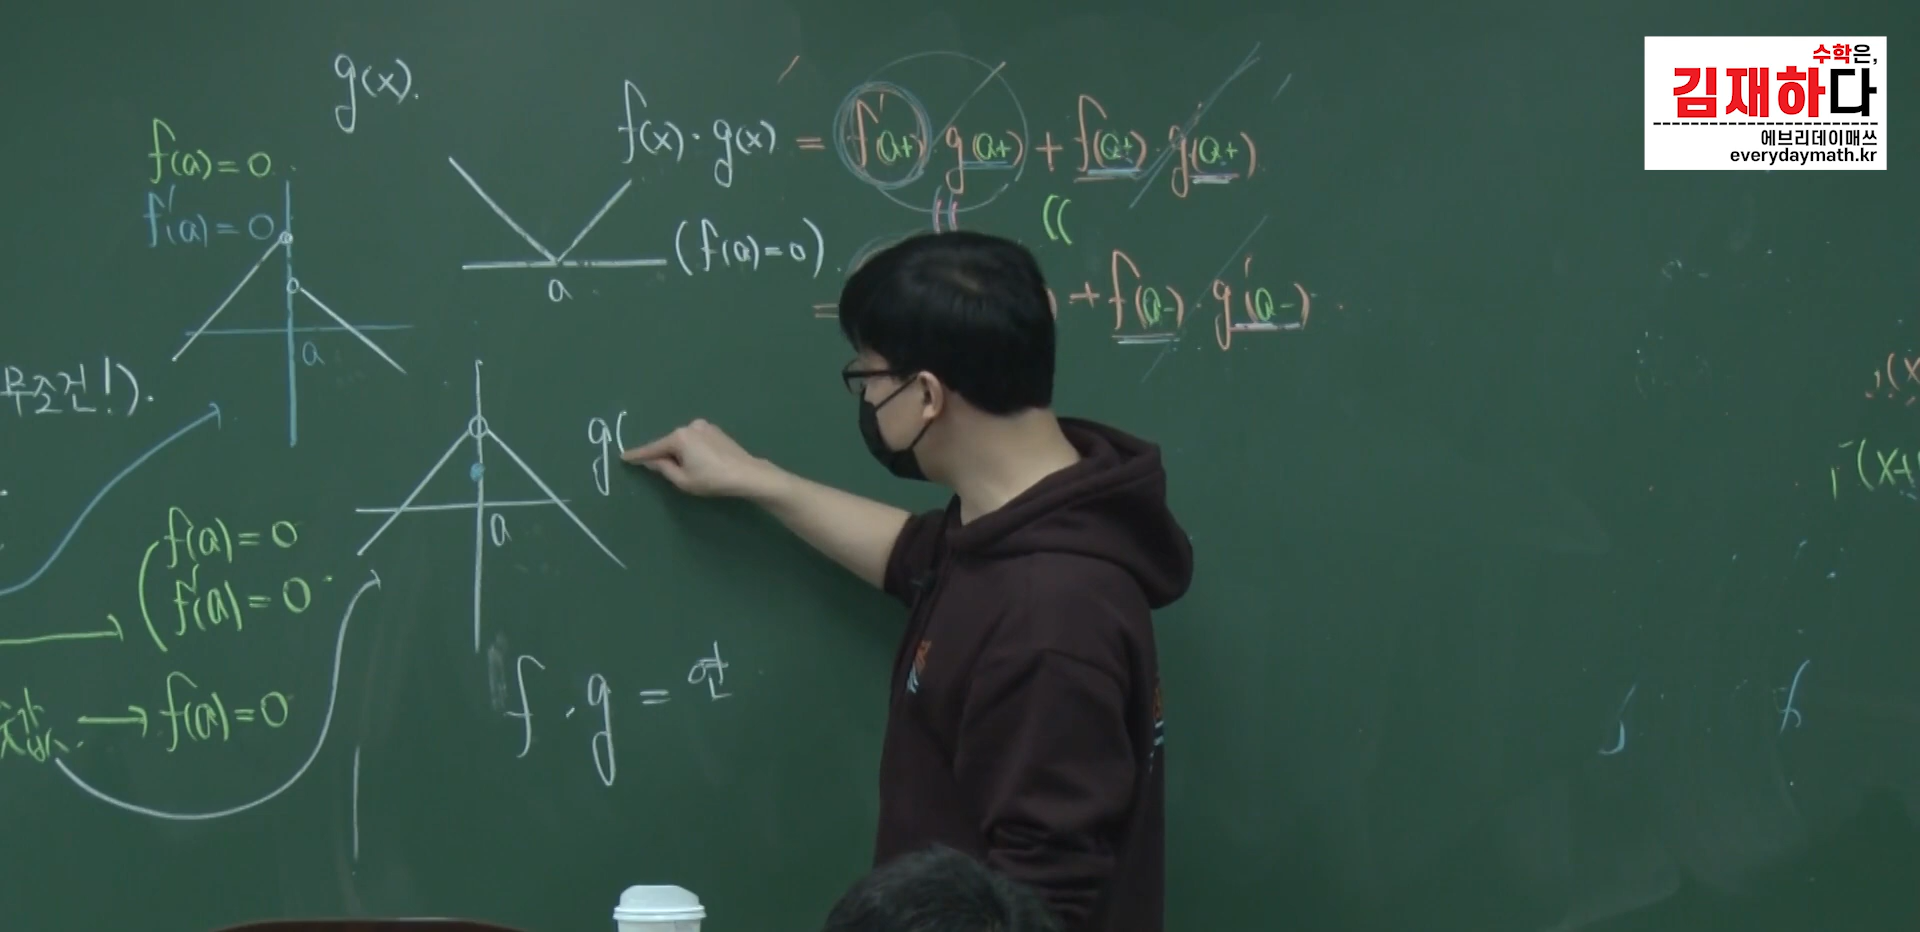 g(x).
f(x)·g(x) = f'(a+) g(a+) + f(a+) g(a+)
f(a)=0
f'(a)=0
(f(a)=0)
a
= + f(a-) · g'(a-)
a
무조건!).
g(
a
f(a)=0
f'(a)=0
f(a)=0
f·g = 연
수학은,
김재하다
에브리데이매쓰
everydaymath.kr